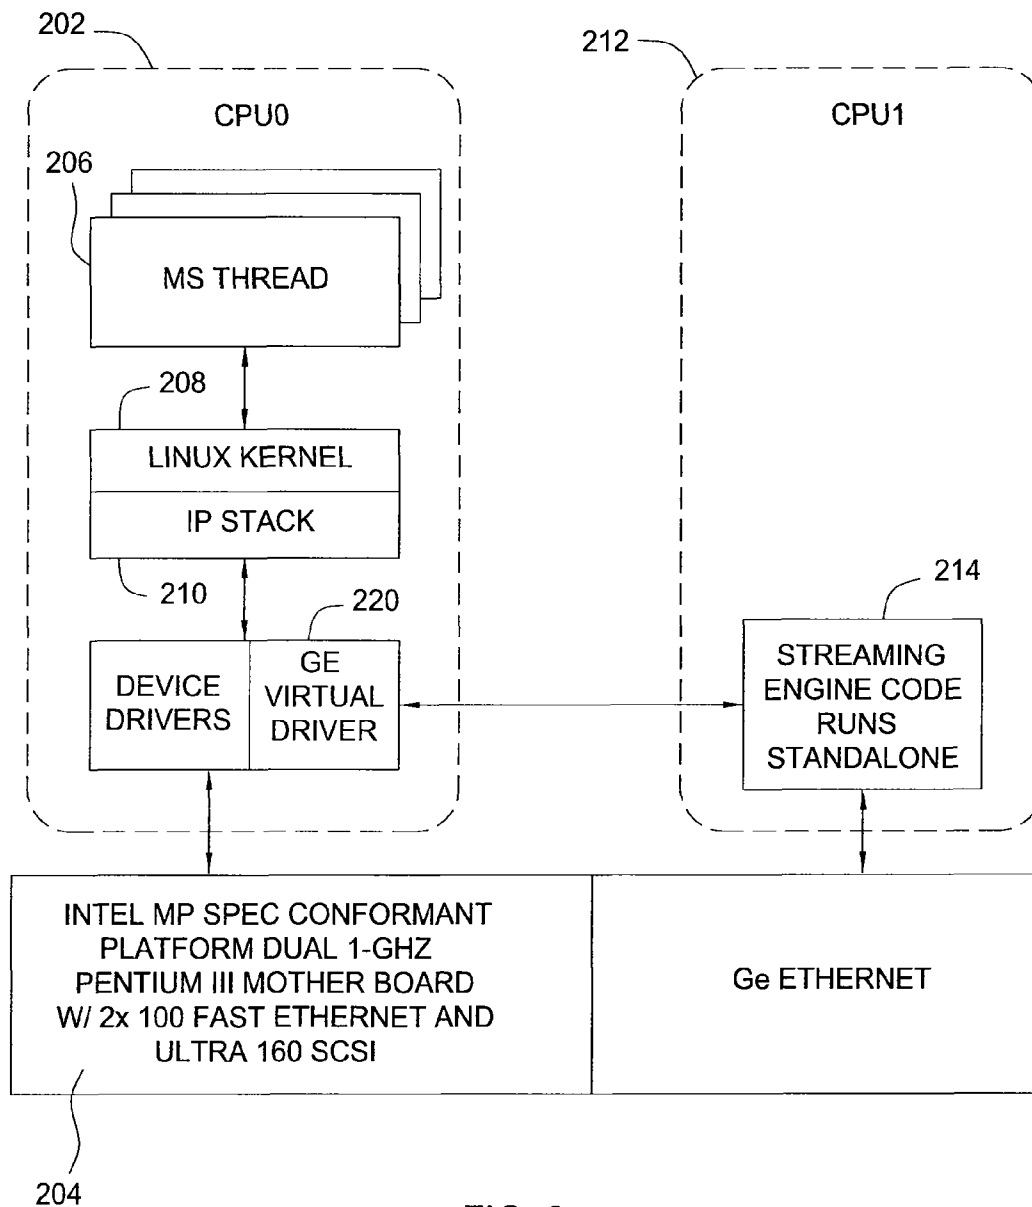 202
212
CPU0
CPU1
206
MS THREAD
208
LINUX KERNEL
IP STACK
210
220
214
DEVICE
DRIVERS
GE
VIRTUAL
DRIVER
STREAMING
ENGINE CODE
RUNS
STANDALONE
INTEL MP SPEC CONFORMANT
PLATFORM DUAL 1-GHZ
PENTIUM III MOTHER BOARD
W/ 2x 100 FAST ETHERNET AND
ULTRA 160 SCSI
Ge ETHERNET
204